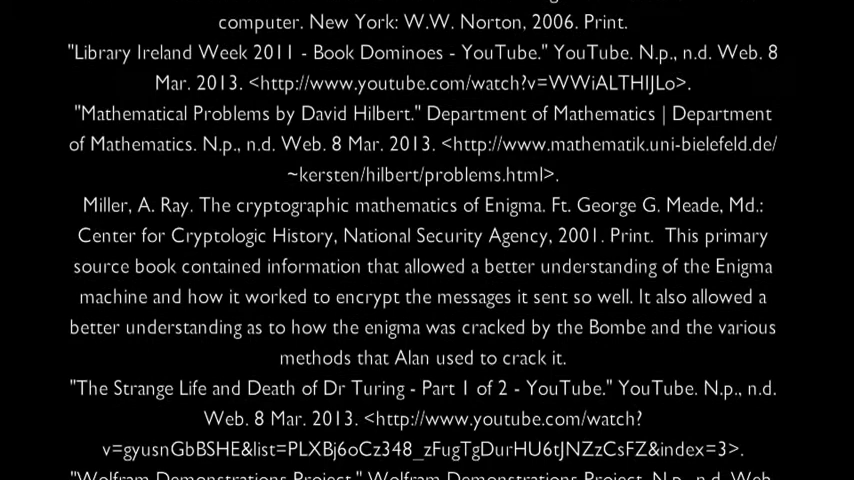 computer. New York: W.W. Norton, 2006. Print.
"Library Ireland Week 2011 - Book Dominoes - YouTube." YouTube. N.p., n.d. Web. 8
Mar. 2013. <http://www.youtube.com/watch?v=WWiALTHIJLo>.
"Mathematical Problems by David Hilbert." Department of Mathematics | Department
of Mathematics. N.p., n.d. Web. 8 Mar. 2013. <http://www.mathematik.uni-bielefeld.de/
~kersten/hilbert/problems.html>.
Miller, A. Ray. The cryptographic mathematics of Enigma. Ft. George G. Meade, Md.:
Center for Cryptologic History, National Security Agency, 2001. Print.  This primary
source book contained information that allowed a better understanding of the Enigma
machine and how it worked to encrypt the messages it sent so well. It also allowed a
better understanding as to how the enigma was cracked by the Bombe and the various
methods that Alan used to crack it.
"The Strange Life and Death of Dr Turing - Part 1 of 2 - YouTube." YouTube. N.p., n.d.
Web. 8 Mar. 2013. <http://www.youtube.com/watch?
v=gyusnGbBSHE&list=PLXBj6oCz348_zFugTgDurHU6tJNZzCsFZ&index=3>.
"Wolfram Demonstrations Project." Wolfram Demonstrations Project. N.p., n.d. Web.